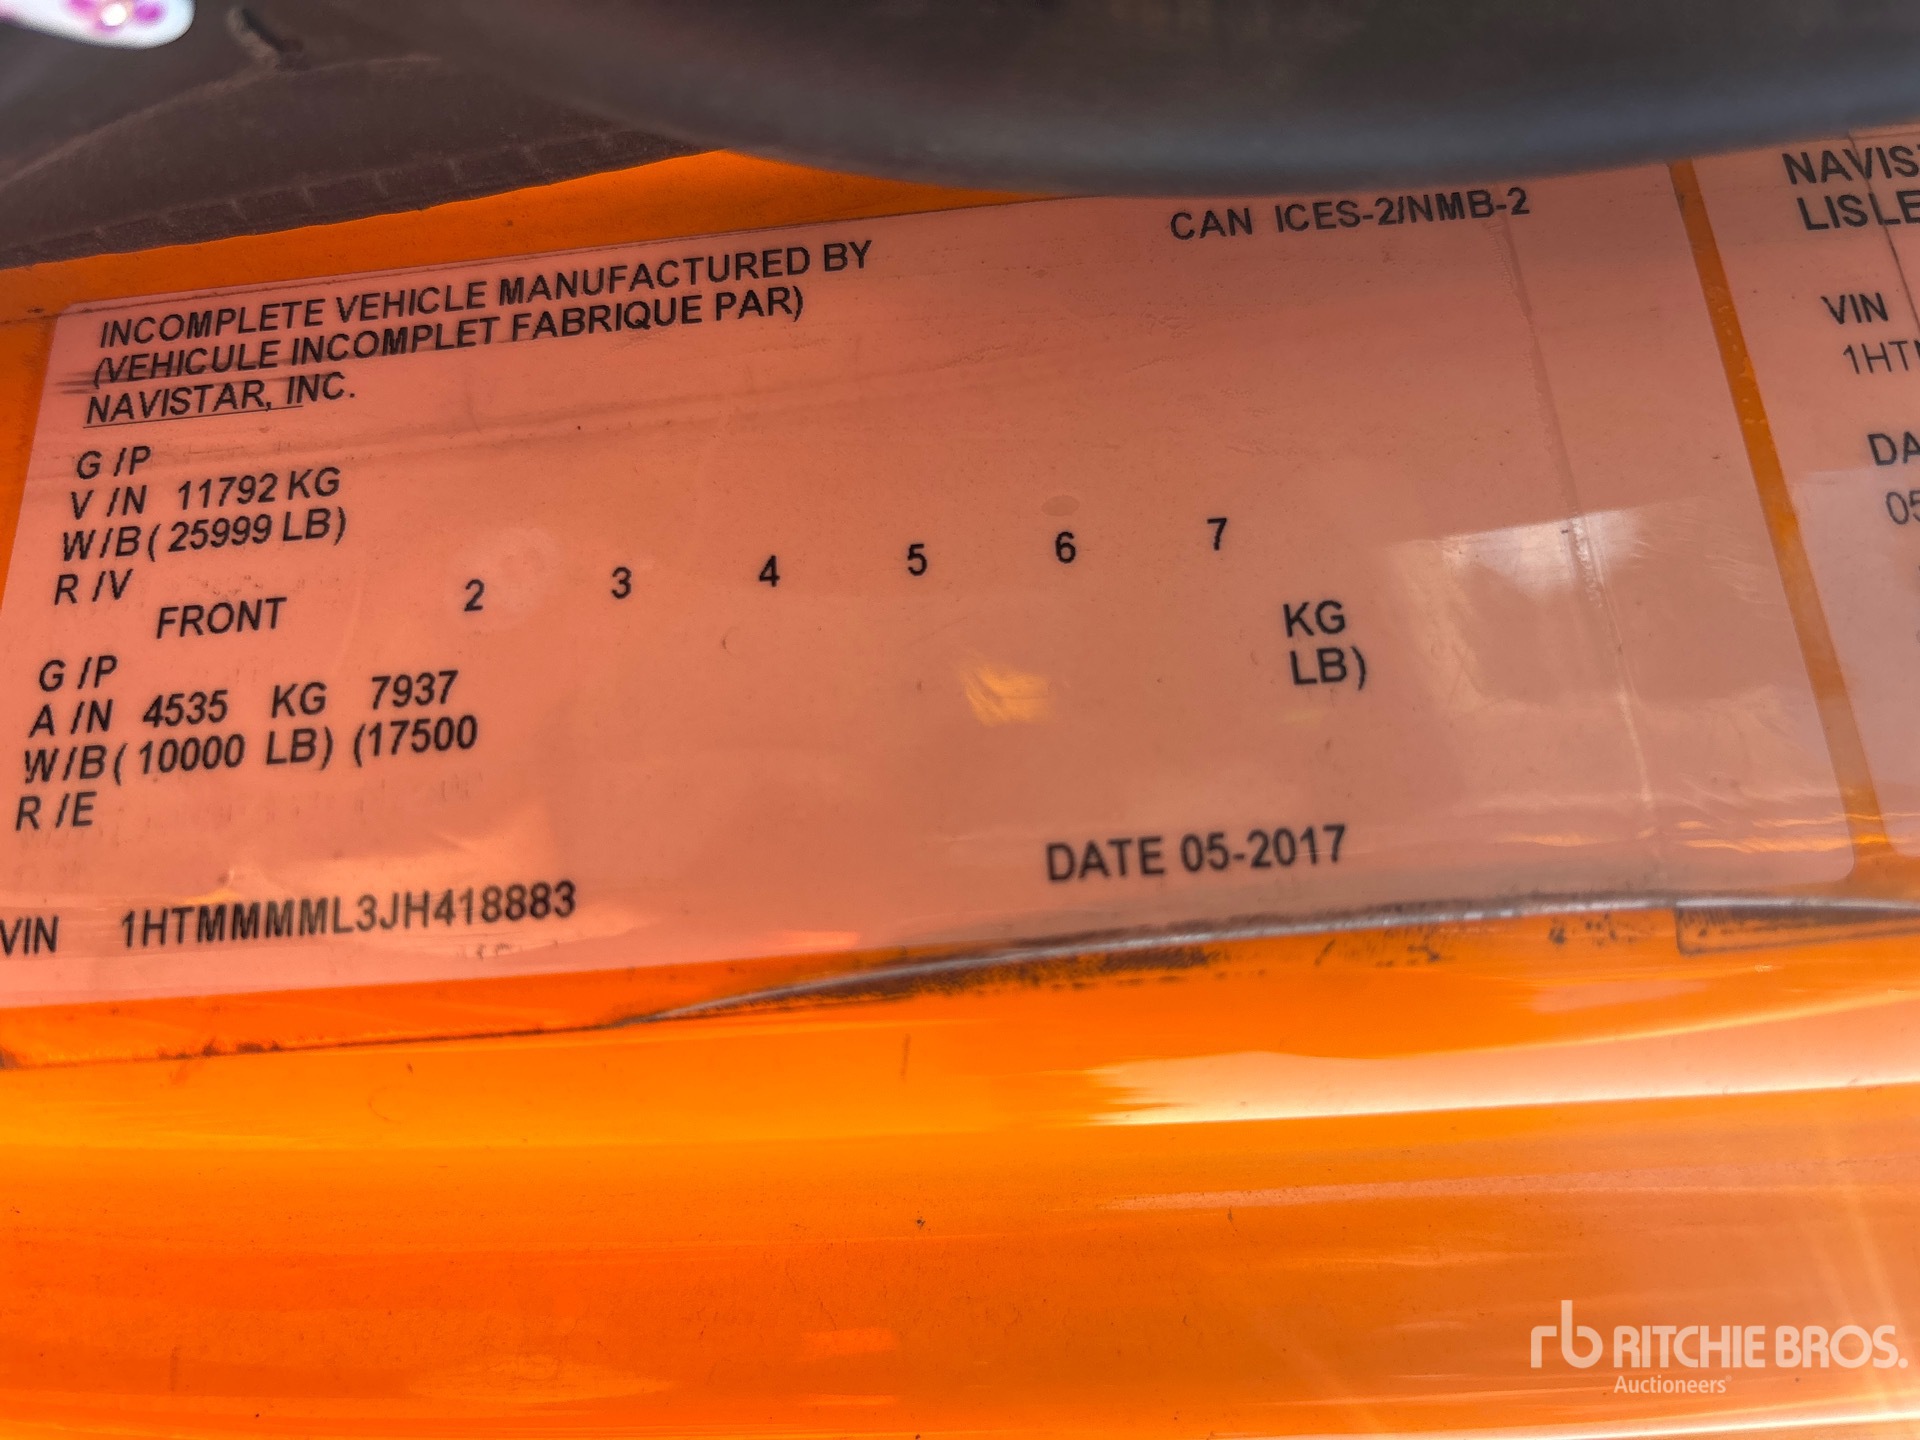 CAN ICES-2/NMB-2
INCOMPLETE VEHICLE MANUFACTURED BY
(VEHICULE INCOMPLET FABRIQUE PAR)
NAVISTAR, INC.
G /P
V /N 11792 KG
W/B ( 25999 LB)
R /V
FRONT 2 3 4 5 6 7
G /P KG
A /N 4535 KG 7937 LB)
W/B ( 10000 LB) (17500
R /E
DATE 05-2017
VIN 1HTMMMML3JH418883
NAVIS
LISLE
VIN
1HT
DA
05
rb RITCHIE BROS.
Auctioneers